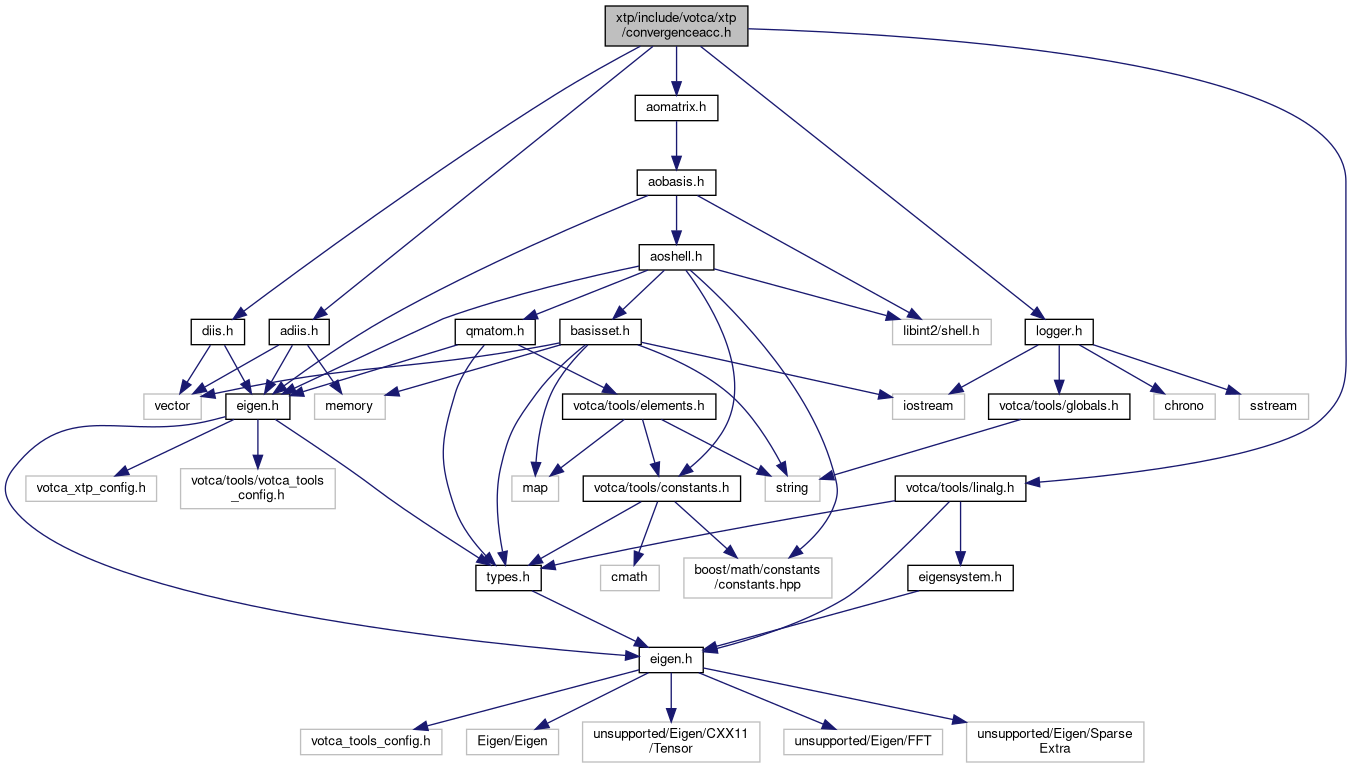 xtp/include/votca/xtp
/convergenceacc.h
aomatrix.h
aobasis.h
aoshell.h
diis.h
adiis.h
qmatom.h
basisset.h
libint2/shell.h
logger.h
vector
eigen.h
memory
votca/tools/elements.h
iostream
votca/tools/globals.h
chrono
sstream
votca_xtp_config.h
votca/tools/votca_tools
_config.h
map
votca/tools/constants.h
string
votca/tools/linalg.h
types.h
cmath
boost/math/constants
/constants.hpp
eigensystem.h
eigen.h
votca_tools_config.h
Eigen/Eigen
unsupported/Eigen/CXX11
/Tensor
unsupported/Eigen/FFT
unsupported/Eigen/Sparse
Extra